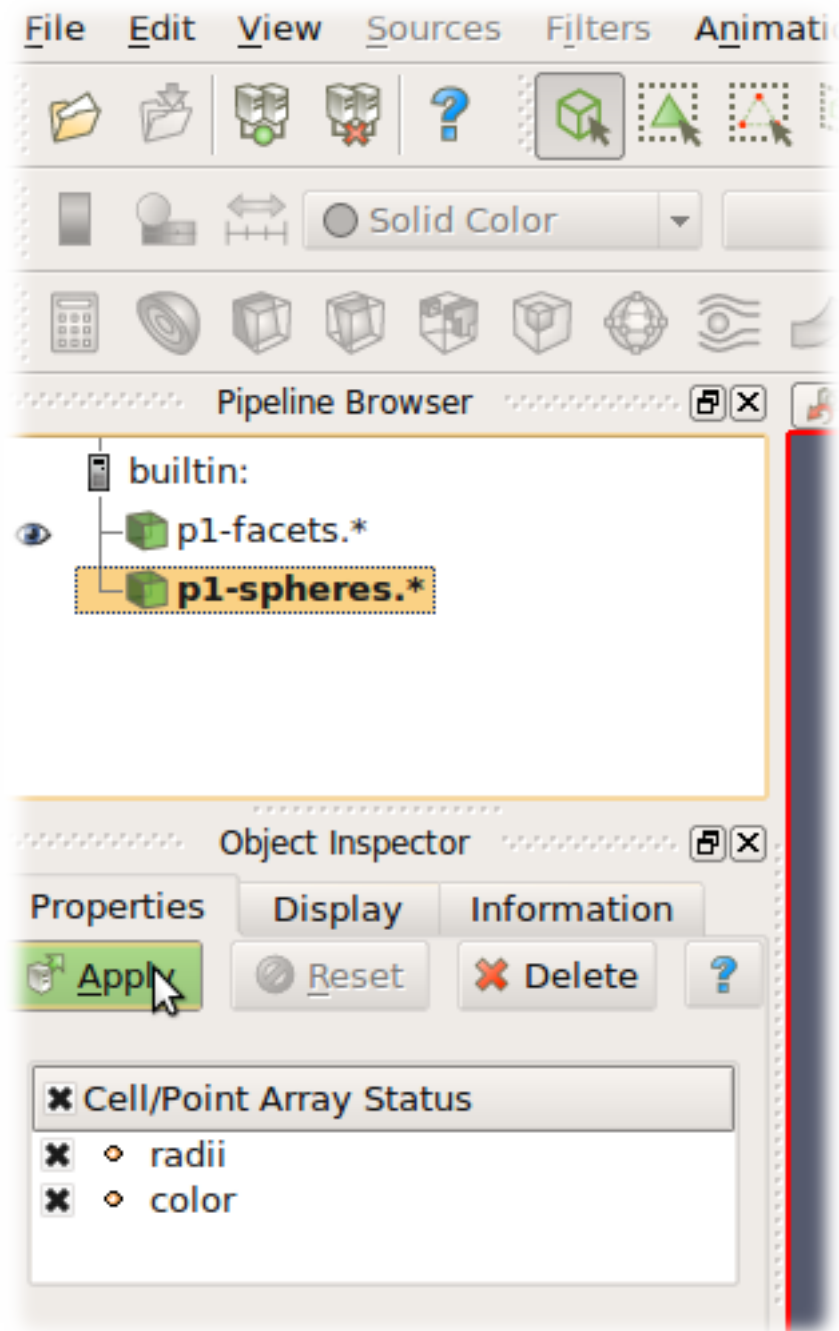 File Edit View Sources Filters
Solid Color
Pipeline Browser
builtin:
p1-facets.*
p1-spheres.*
Object Inspector
Properties Display Information
Apply Reset Delete ?
Cell/Point Array Status
radii
color